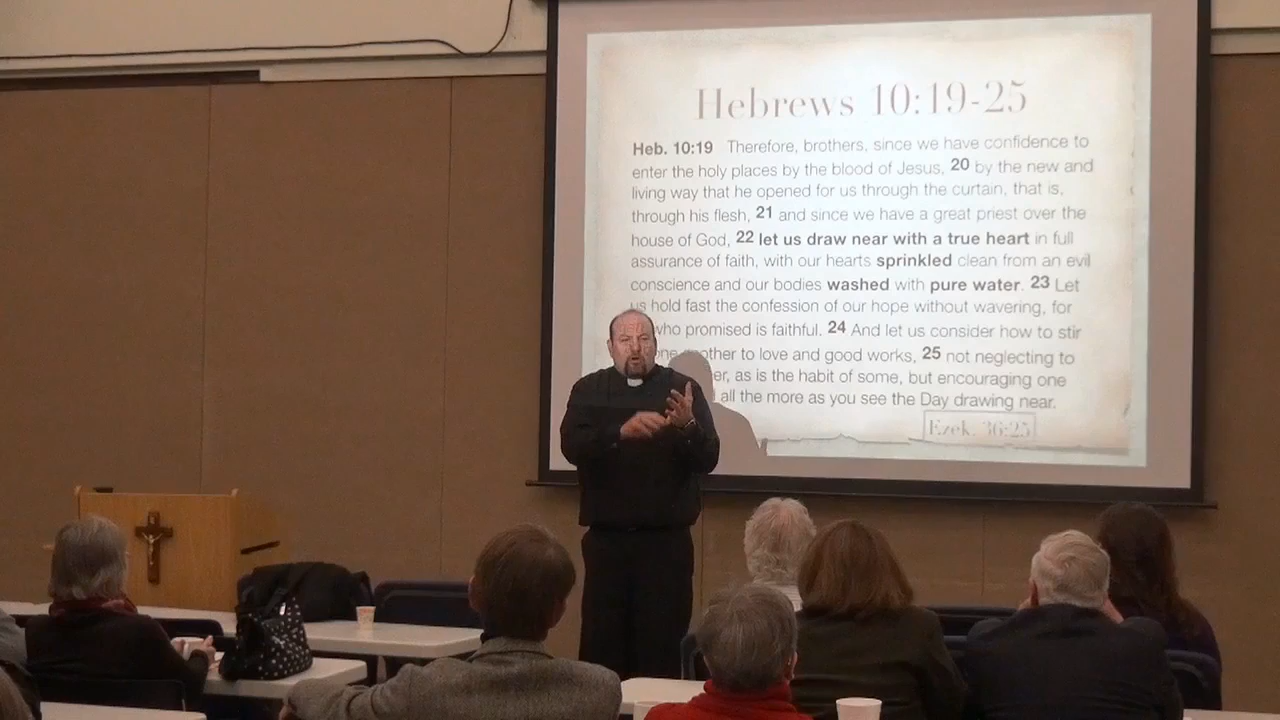 Hebrews 10:19-25
Heb. 10:19 Therefore, brothers, since we have confidence to
enter the holy places by the blood of Jesus, 20 by the new and
living way that he opened for us through the curtain, that is,
through his flesh, 21 and since we have a great priest over the
house of God, 22 let us draw near with a true heart in full
assurance of faith, with our hearts sprinkled clean from an evil
conscience and our bodies washed with pure water. 23 Let
us hold fast the confession of our hope without wavering, for
who promised is faithful. 24 And let us consider how to stir
one another to love and good works, 25 not neglecting to
er, as is the habit of some, but encouraging one
all the more as you see the Day drawing near.
Ezek. 36:25